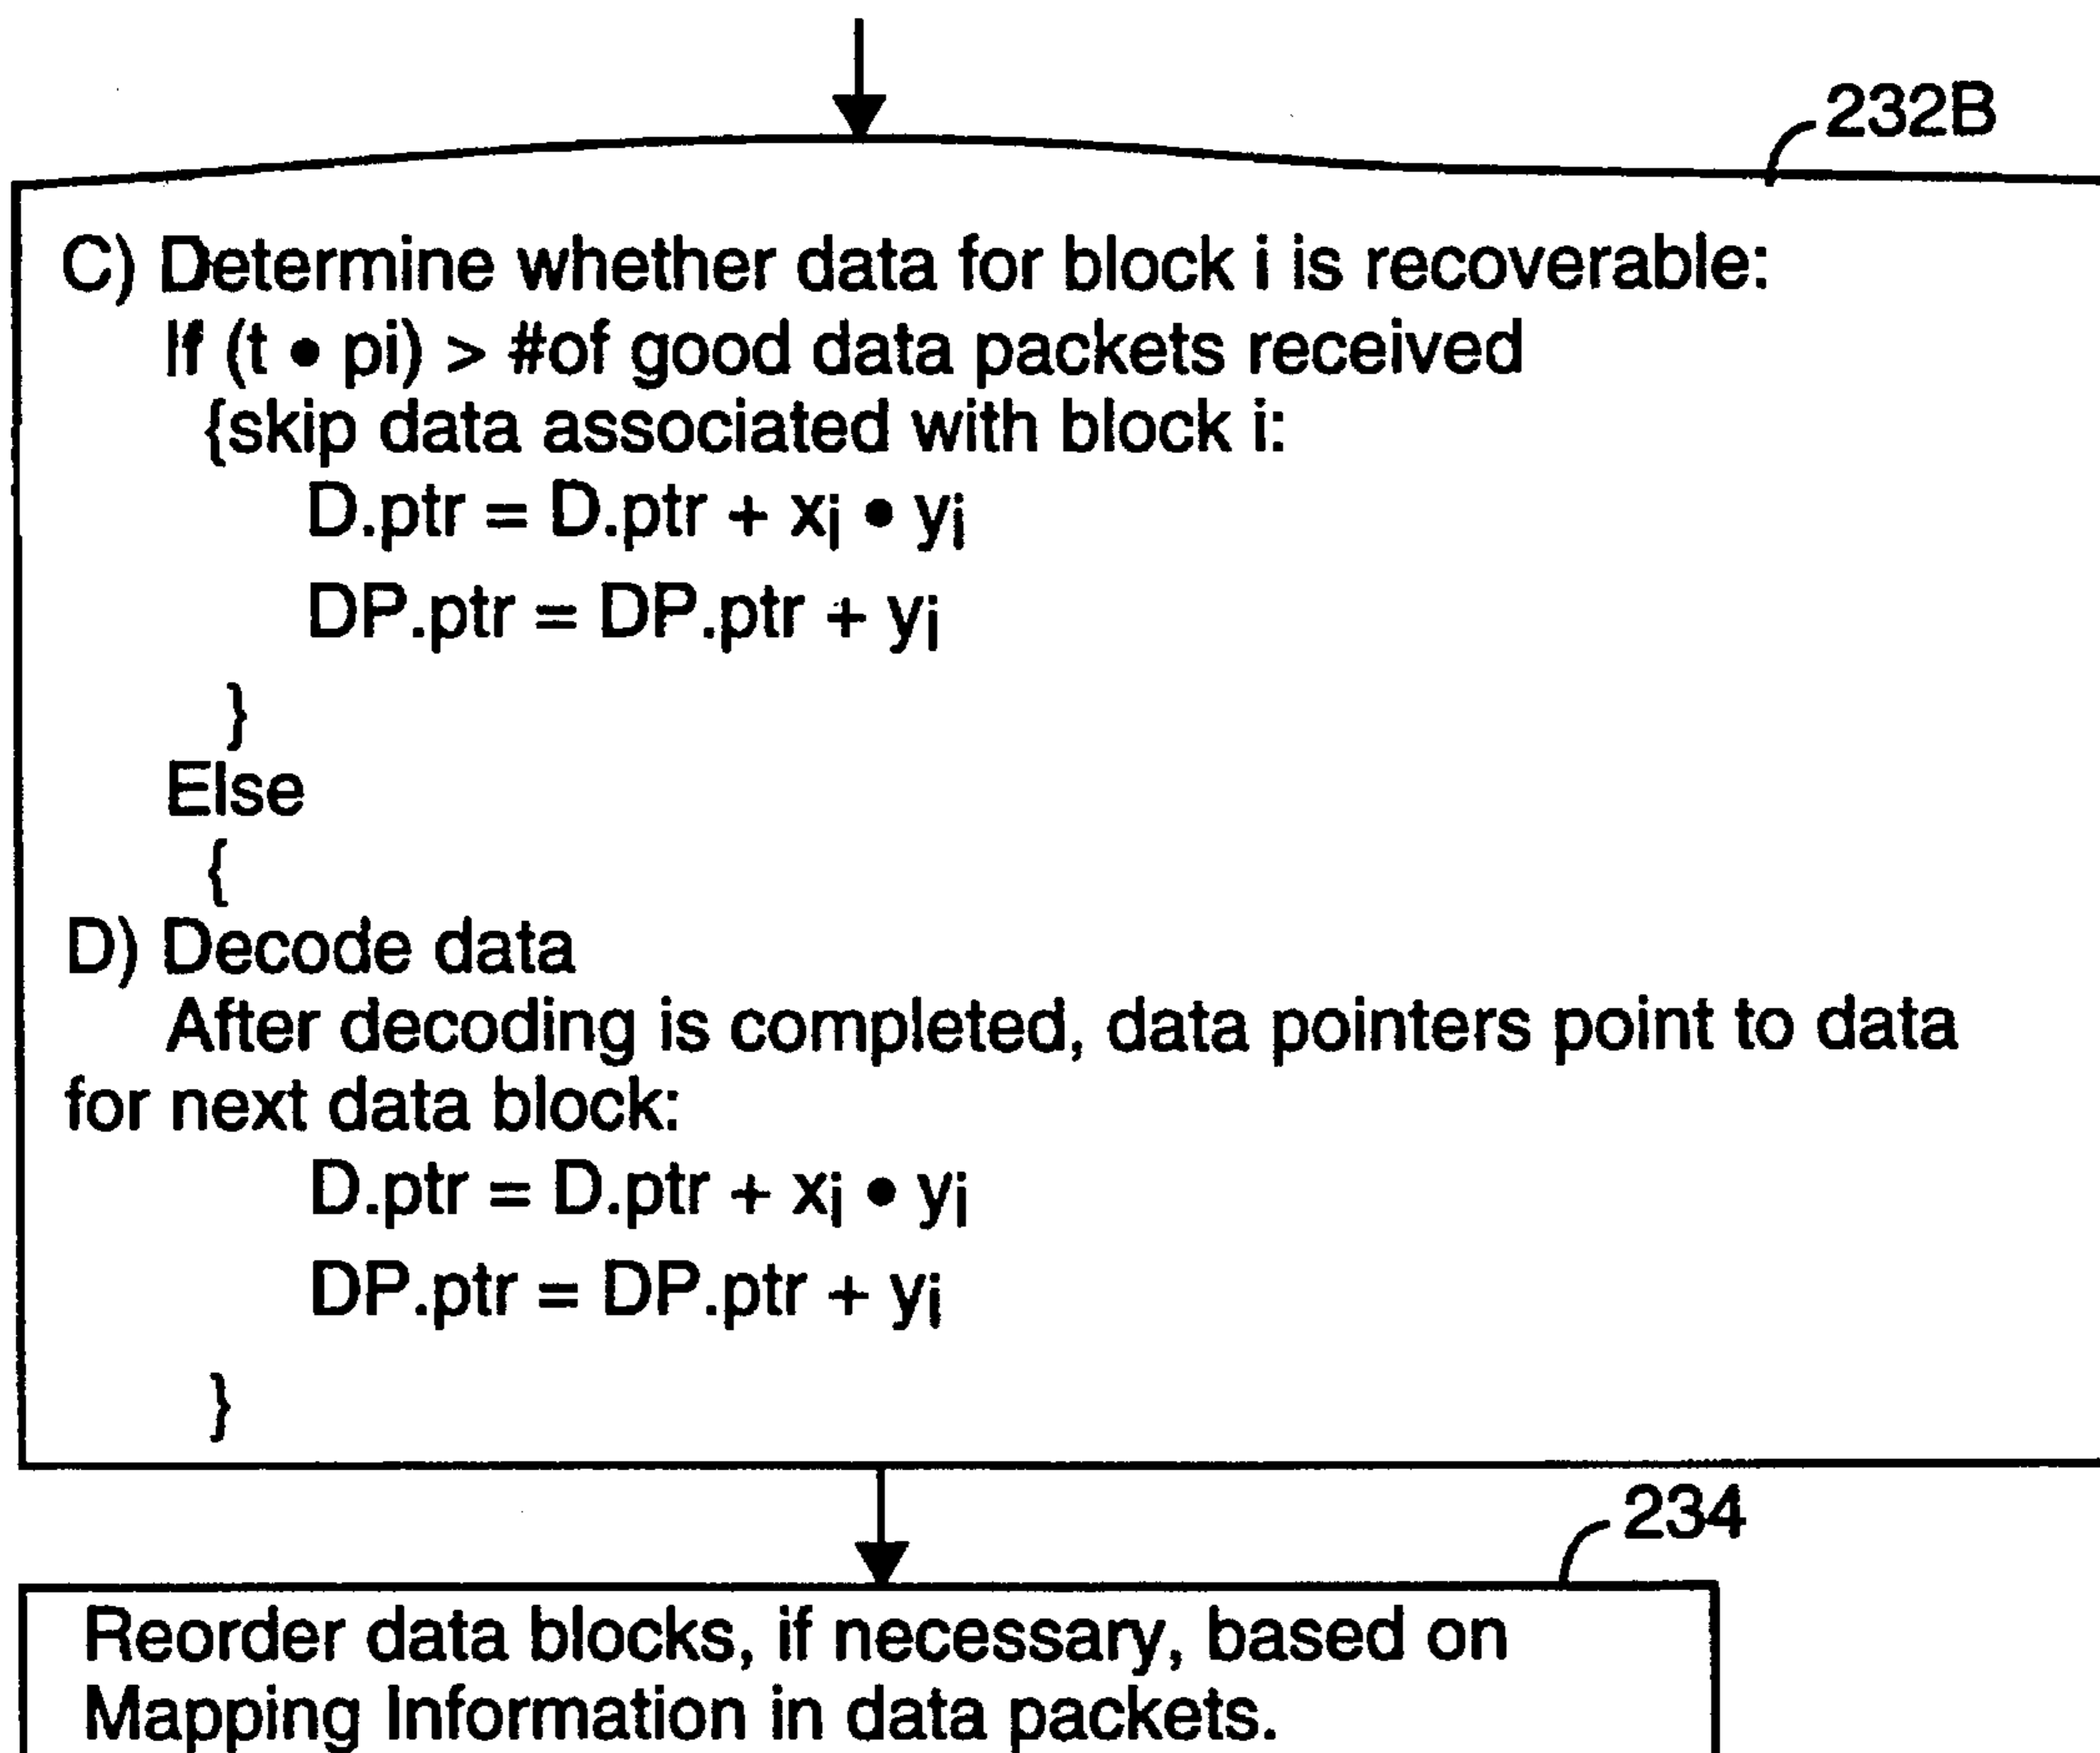 232B
C) Determine whether data for block i is recoverable:
If (t • pi) > #of good data packets received
{skip data associated with block i:
D.ptr = D.ptr + xi • yi
DP.ptr = DP.ptr + yi
}
Else
{
D) Decode data
After decoding is completed, data pointers point to data
for next data block:
D.ptr = D.ptr + xi • yi
DP.ptr = DP.ptr + yi
}
234
Reorder data blocks, if necessary, based on
Mapping Information in data packets.